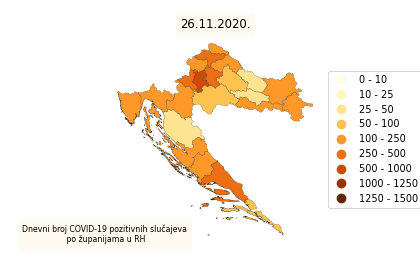 26.11.2020.
0 - 10
10 - 25
25 - 50
50 - 100
100 - 250
250 - 500
500 - 1000
1000 - 1250
1250 - 1500
Dnevni broj COVID-19 pozitivnih slučajeva
po županijama u RH